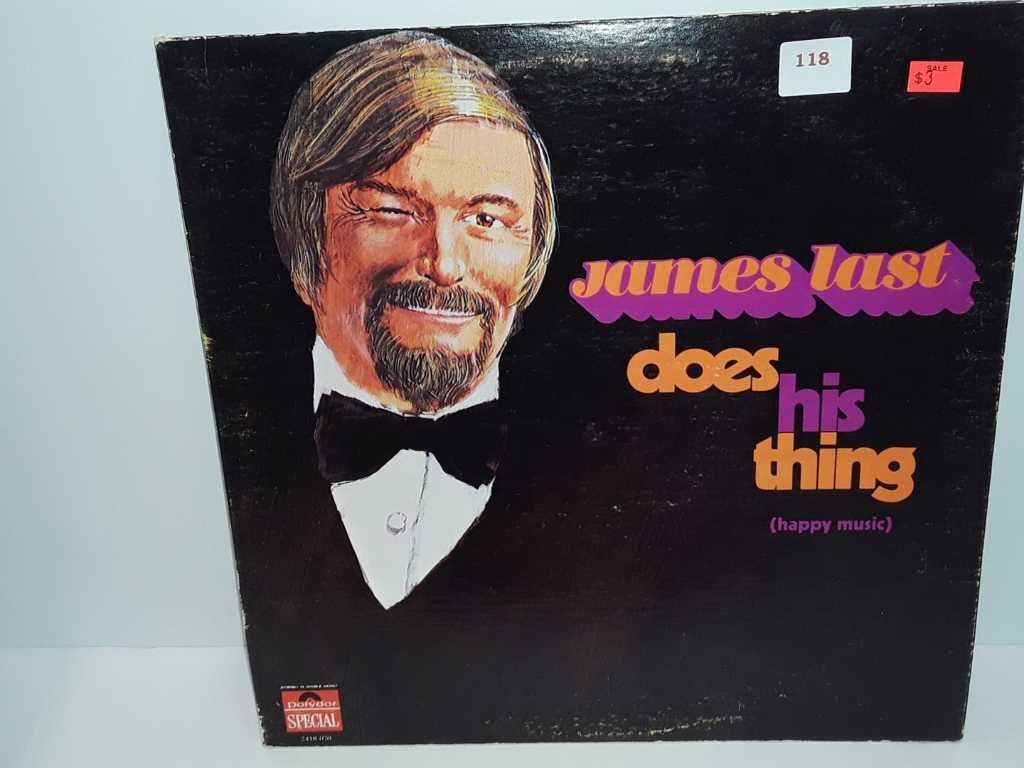 118
SALE
$3
James Last
does
his
thing
(happy music)
Polydor
SPECIAL